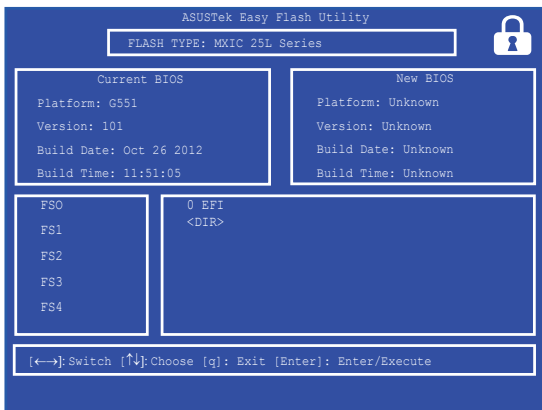 ASUSTek Easy Flash Utility
FLASH TYPE: MXIC 25L Series
Current BIOS
Platform: G551
Version: 101
Build Date: Oct 26 2012
Build Time: 11:51:05
New BIOS
Platform: Unknown
Version: Unknown
Build Date: Unknown
Build Time: Unknown
FSO
FS1
FS2
FS3
FS4
0 EFI
<DIR>
[←→]: Switch [↑↓]: Choose [q]: Exit [Enter]: Enter/Execute